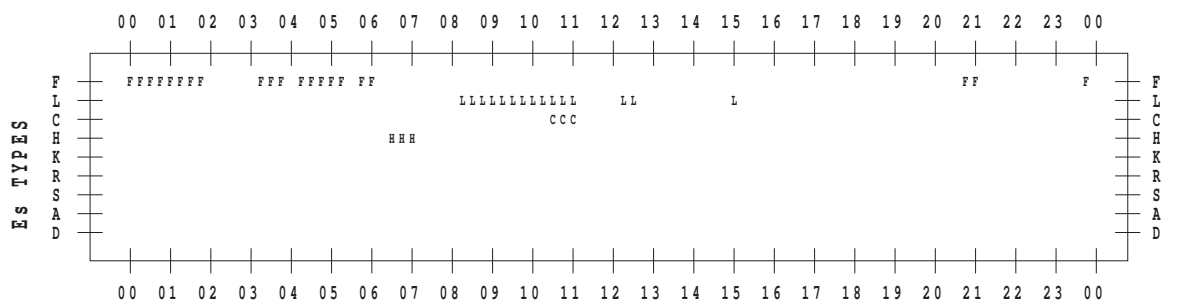 00 01 02 03 04 05 06 07 08 09 10 11 12 13 14 15 16 17 18 19 20 21 22 23 00
F FFFFFFFF FFF FFFFF FF FF F F
L LLLLLLLLLLLL LL L L
C CCC C
H HHH H
K K
R R
S S
A A
D D
Es TYPES
00 01 02 03 04 05 06 07 08 09 10 11 12 13 14 15 16 17 18 19 20 21 22 23 00